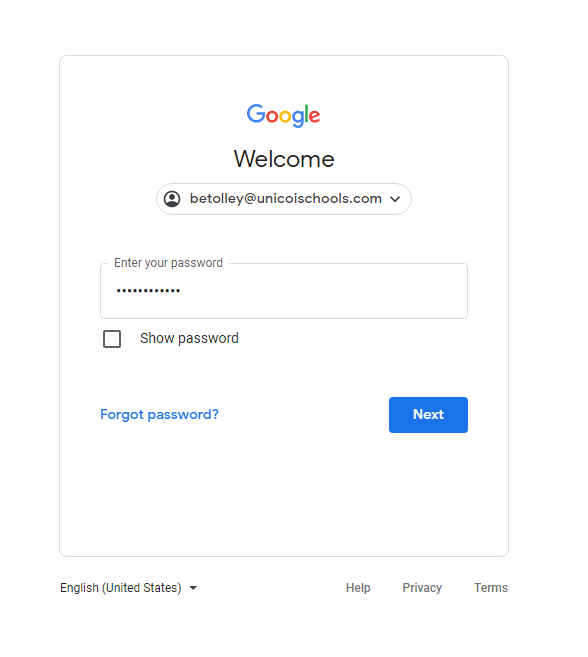 Google
Welcome
betolley@unicoischools.com
Enter your password
••••••••••••
Show password
Forgot password?
Next
English (United States)
Help
Privacy
Terms